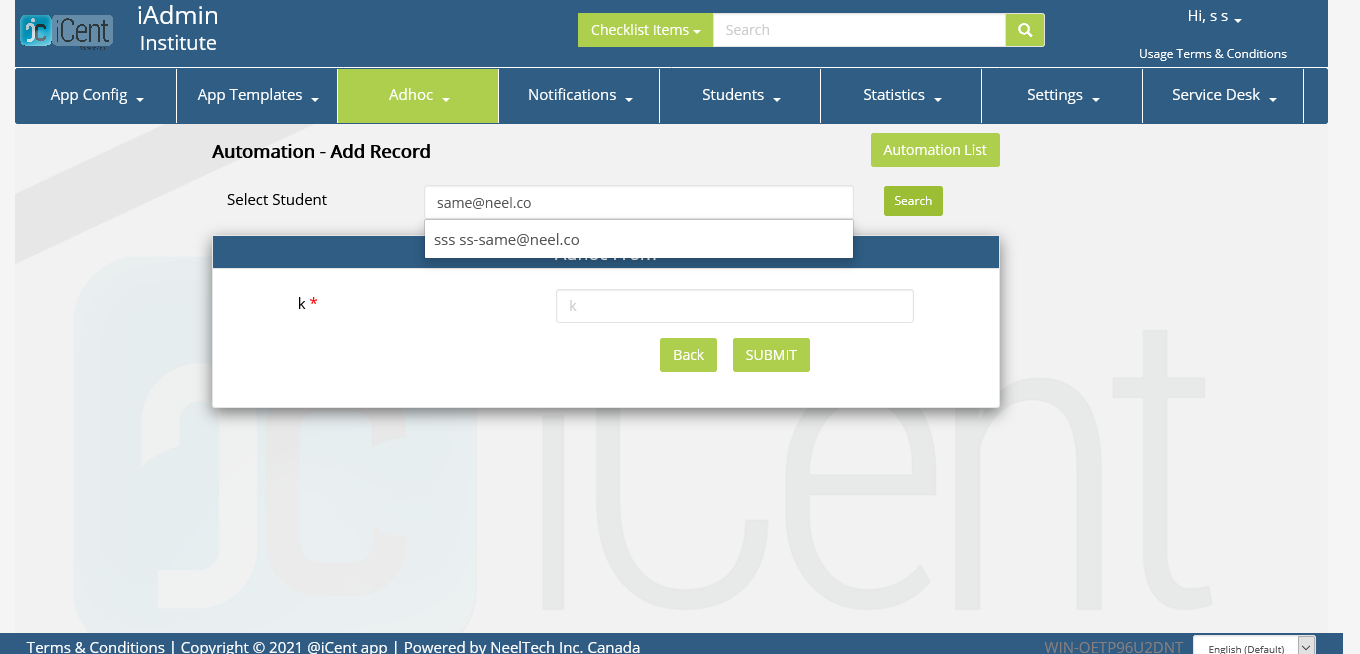 iCent
iAdmin
Institute
Checklist Items
Search
Hi, s s
Usage Terms & Conditions
App Config
App Templates
Adhoc
Notifications
Students
Statistics
Settings
Service Desk
Automation - Add Record
Automation List
Select Student
same@neel.co
Search
sss ss-same@neel.co
k *
k
Back
SUBMIT
iCent
Terms & Conditions | Copyright © 2021 @iCent app | Powered by NeelTech Inc. Canada
WIN-OETP96U2DNT
English (Default)